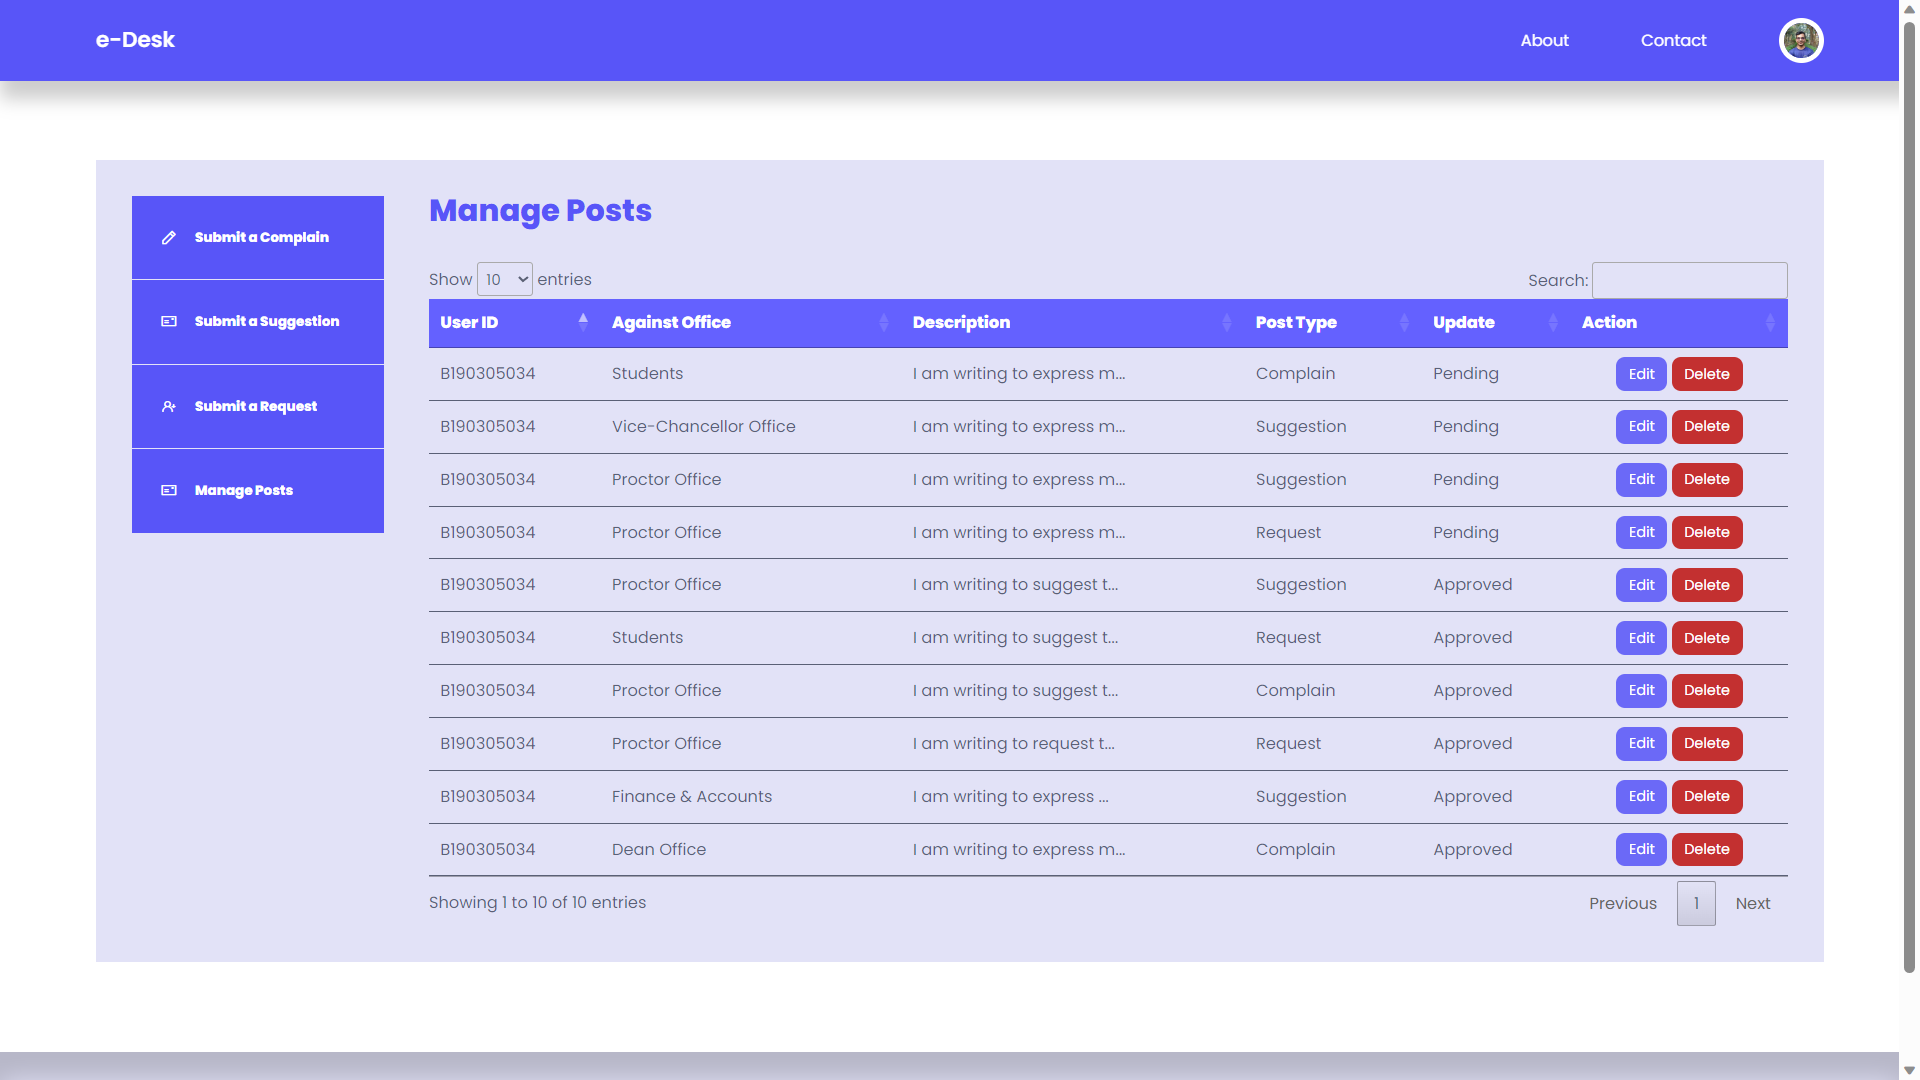 e-Desk About Contact
Submit a Complain
Submit a Suggestion
Submit a Request
Manage Posts
Manage Posts
Show 10 entries Search:
User ID Against Office Description Post Type Update Action
B190305034 Students I am writing to express m... Complain Pending Edit Delete
B190305034 Vice-Chancellor Office I am writing to express m... Suggestion Pending Edit Delete
B190305034 Proctor Office I am writing to express m... Suggestion Pending Edit Delete
B190305034 Proctor Office I am writing to express m... Request Pending Edit Delete
B190305034 Proctor Office I am writing to suggest t... Suggestion Approved Edit Delete
B190305034 Students I am writing to suggest t... Request Approved Edit Delete
B190305034 Proctor Office I am writing to suggest t... Complain Approved Edit Delete
B190305034 Proctor Office I am writing to request t... Request Approved Edit Delete
B190305034 Finance & Accounts I am writing to express ... Suggestion Approved Edit Delete
B190305034 Dean Office I am writing to express m... Complain Approved Edit Delete
Showing 1 to 10 of 10 entries Previous 1 Next